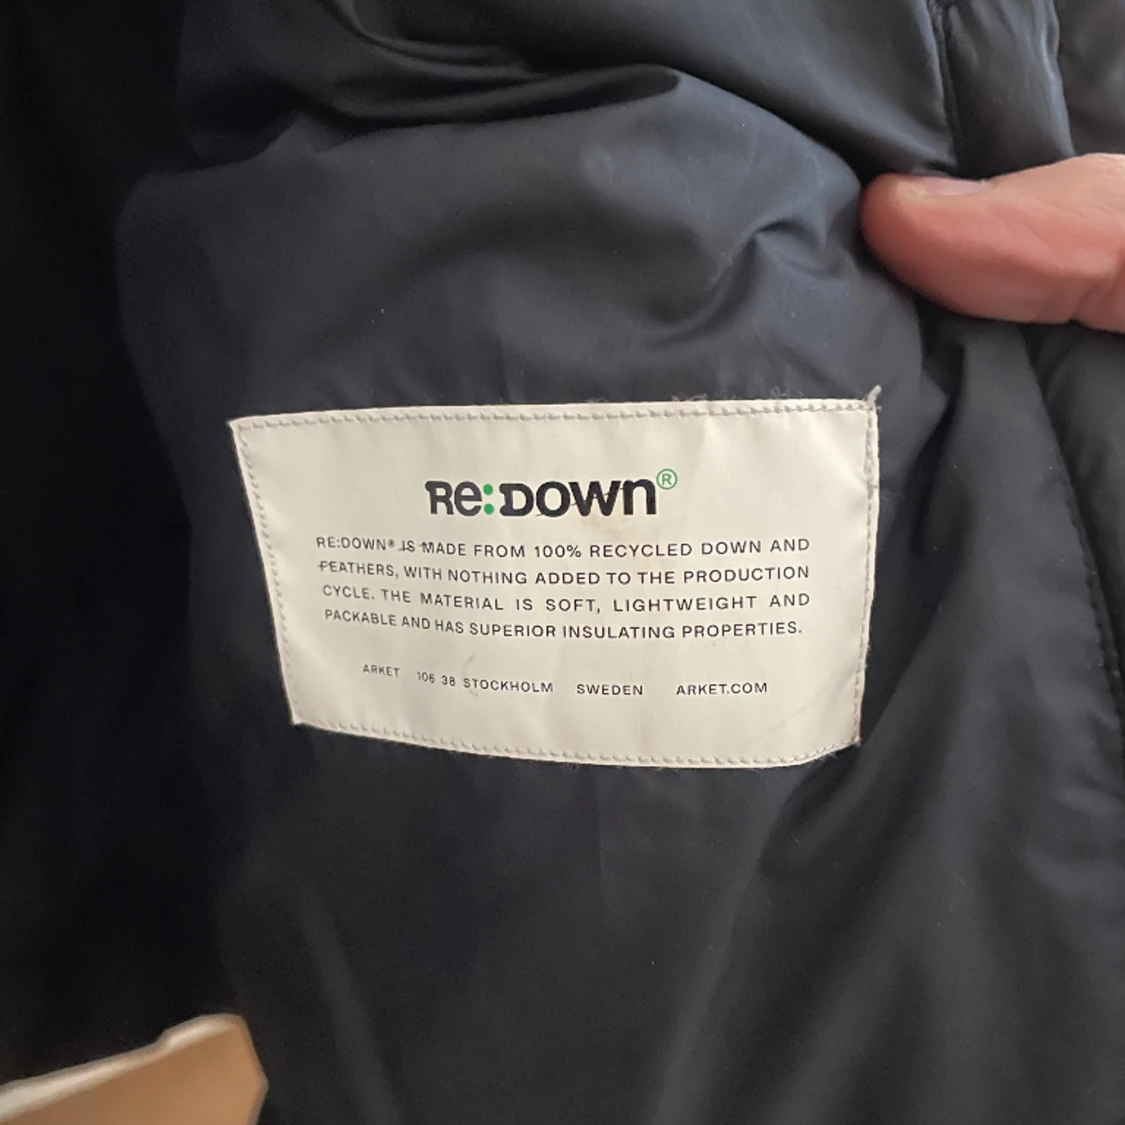 Re:DOWN®
RE:DOWN® IS MADE FROM 100% RECYCLED DOWN AND
FEATHERS, WITH NOTHING ADDED TO THE PRODUCTION
CYCLE. THE MATERIAL IS SOFT, LIGHTWEIGHT AND
PACKABLE AND HAS SUPERIOR INSULATING PROPERTIES.
ARKET 106 38 STOCKHOLM SWEDEN ARKET.COM